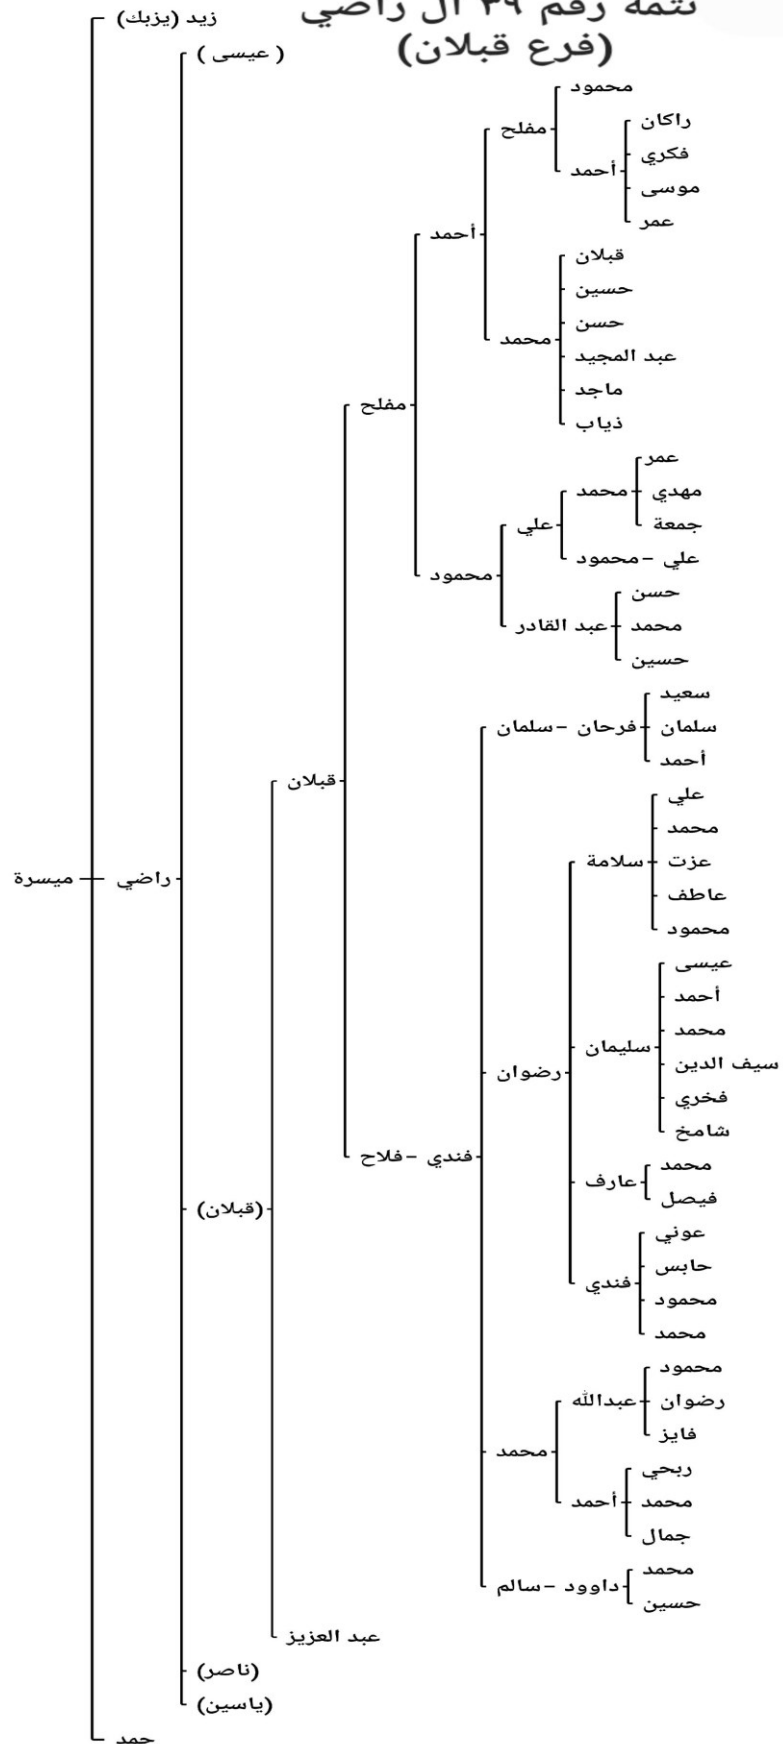 تتمة رقم ٣٩ آل راضي
(فرع قبلان)
زيد (يزبك)
(عيسى)
محمود
مفلح
راكان
فكري
أحمد
موسى
عمر
أحمد
قبلان
حسين
حسن
محمد
عبد المجيد
ماجد
مفلح
ذياب
عمر
محمد
مهدي
علي
جمعة
محمود - علي
محمود
حسن
عبد القادر
محمد
حسين
سعيد
سلمان - فرحان
سلمان
أحمد
قبلان
علي
محمد
سلامة
عزت
ميسرة
راضي
عاطف
محمود
عيسى
أحمد
محمد
سليمان
سيف الدين
رضوان
فخري
شامخ
فلاح - فندي
محمد
عارف
فيصل
(قبلان)
عوني
حابس
فندي
محمود
محمد
محمود
عبدالله
رضوان
فايز
محمد
ربحي
أحمد
محمد
جمال
محمد
سالم - داوود
حسين
عبد العزيز
(ناصر)
(ياسين)
حمد